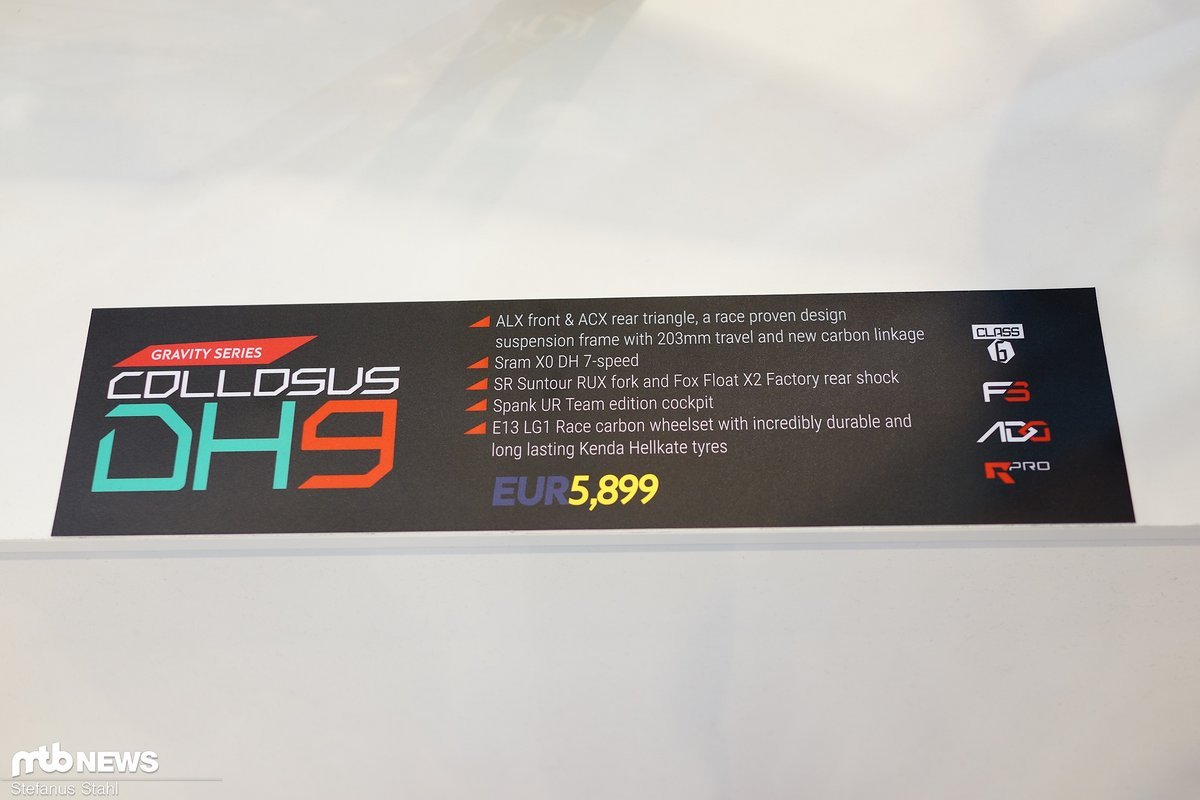 GRAVITY SERIES
COLLOSUS
DH9
ALX front & ACX rear triangle, a race proven design
suspension frame with 203mm travel and new carbon linkage
Sram X0 DH 7-speed
SR Suntour RUX fork and Fox Float X2 Factory rear shock
Spank UR Team edition cockpit
E13 LG1 Race carbon wheelset with incredibly durable and
long lasting Kenda Hellkate tyres
EUR5,899
CLASS
6
FS
RPRO
mtb NEWS
Stefanus Stahl